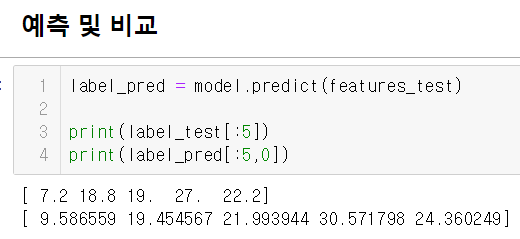 예측 및 비교
1 label_pred = model.predict(features_test)
2
3 print(label_test[:5])
4 print(label_pred[:5,0])
[ 7.2 18.8 19.  27.  22.2]
[ 9.586559 19.454567 21.993944 30.571798 24.360249]